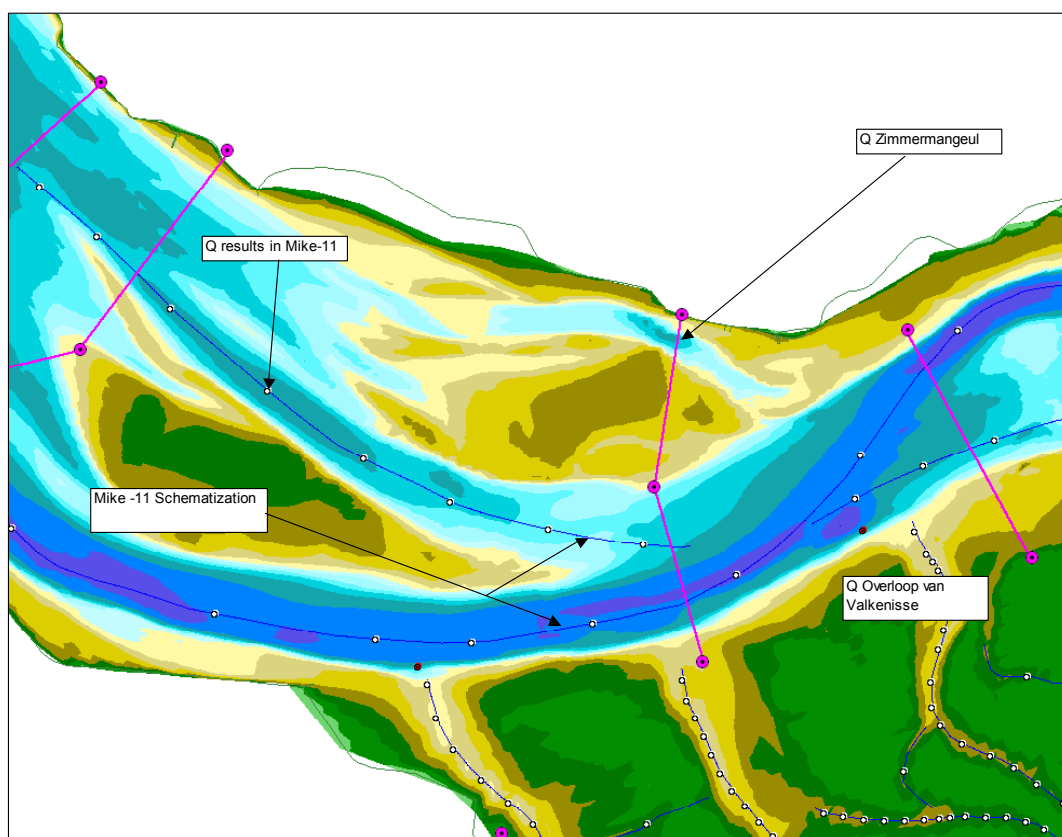 Q Zimmermangeul
Q results in Mike-11
Mike -11 Schematization
Q Overloop van
Valkenisse